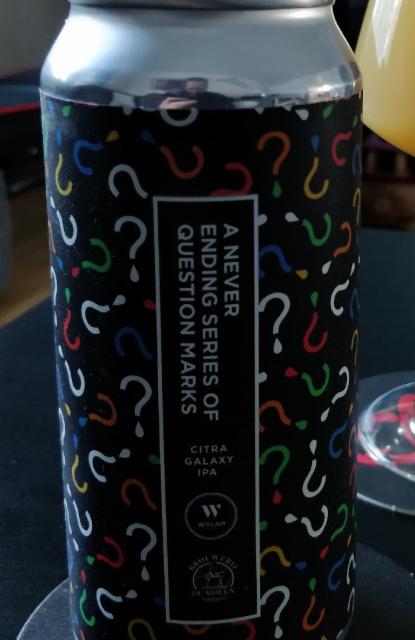 A NEVER
ENDING SERIES OF
QUESTION MARKS
CITRA
GALAXY
IPA
W
WYLAM
BROUWERIJ
DE MOLEN